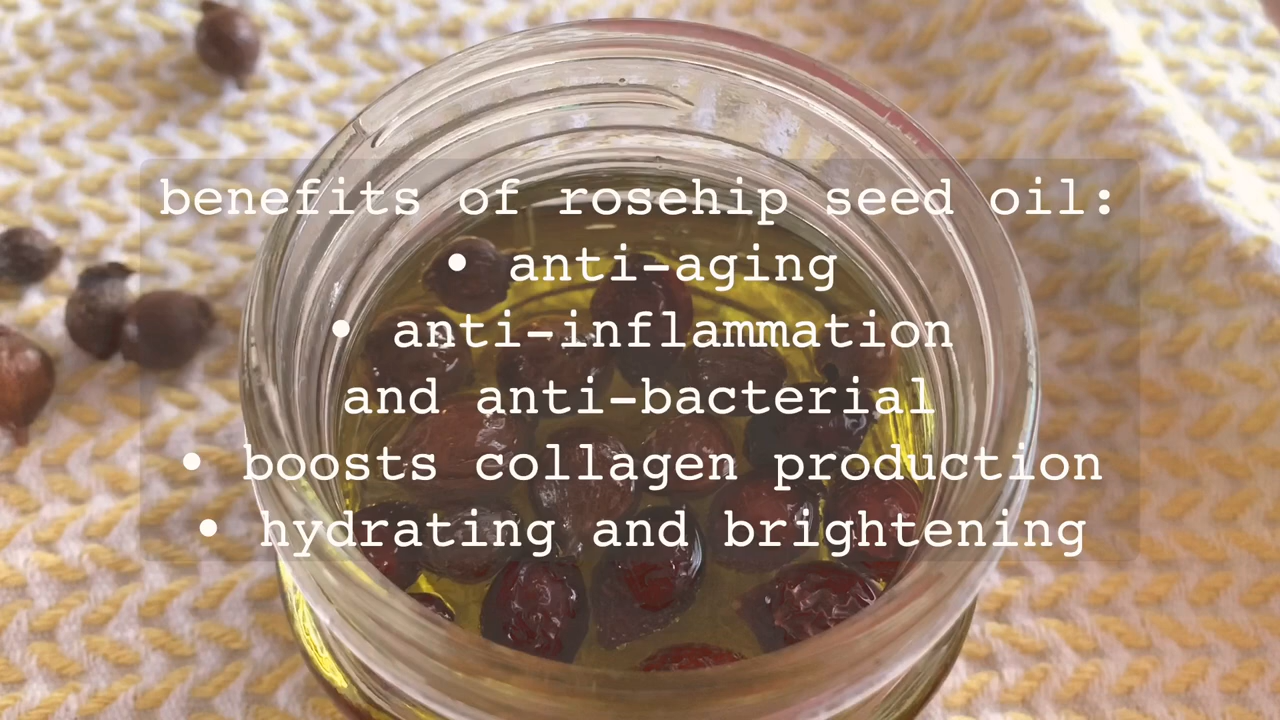 benefits of rosehip seed oil:
• anti-aging
• anti-inflammation
and anti-bacterial
• boosts collagen production
• hydrating and brightening